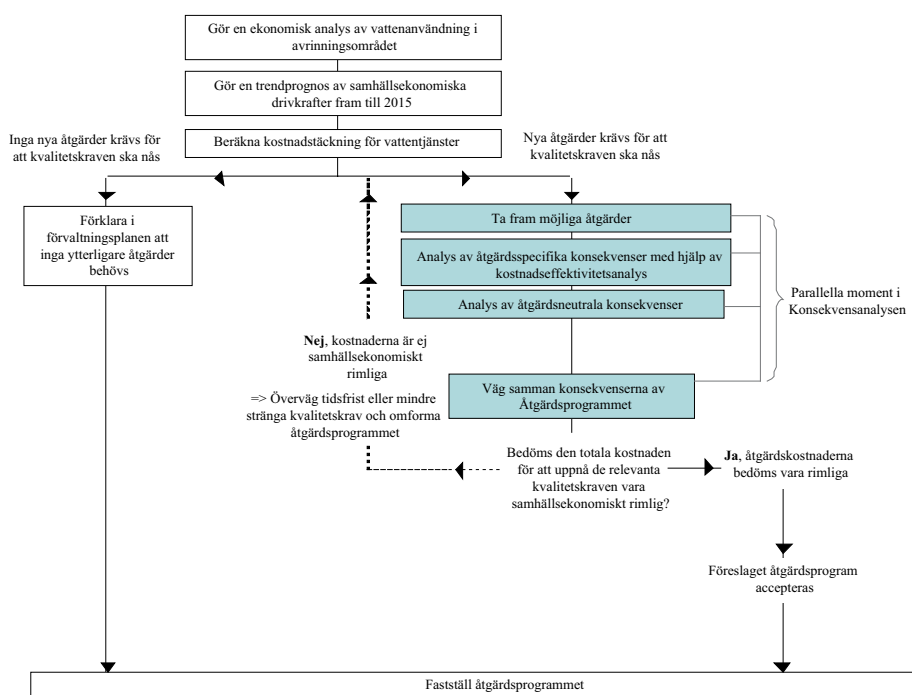 Gör en ekonomisk analys av vattenanvändning i
avrinningsområdet
Gör en trendprognos av samhällsekonomiska
drivkrafter fram till 2015
Beräkna kostnadstäckning för vattentjänster
Inga nya åtgärder krävs för
att kvalitetskraven ska nås
Nya åtgärder krävs för att
kvalitetskraven ska nås
Förklara i
förvaltningsplanen att
inga ytterligare åtgärder
behövs
Ta fram möjliga åtgärder
Analys av åtgärdsspecifika konsekvenser med hjälp av
kostnadseffektivitetsanalys
Analys av åtgärdsneutrala konsekvenser
Parallella moment i
Konsekvensanalysen
Nej, kostnaderna är ej
samhällsekonomiskt
rimliga
=> Överväg tidsfrist eller mindre
stränga kvalitetskrav och omforma
åtgärdsprogrammet
Väg samman konsekvenserna av
Åtgärdsprogrammet
Bedöms den totala kostnaden
för att uppnå de relevanta
kvalitetskraven vara
samhällsekonomiskt rimlig?
Ja, åtgärdskostnaderna
bedöms vara rimliga
Föreslaget åtgärdsprogram
accepteras
Fastställ åtgärdsprogrammet